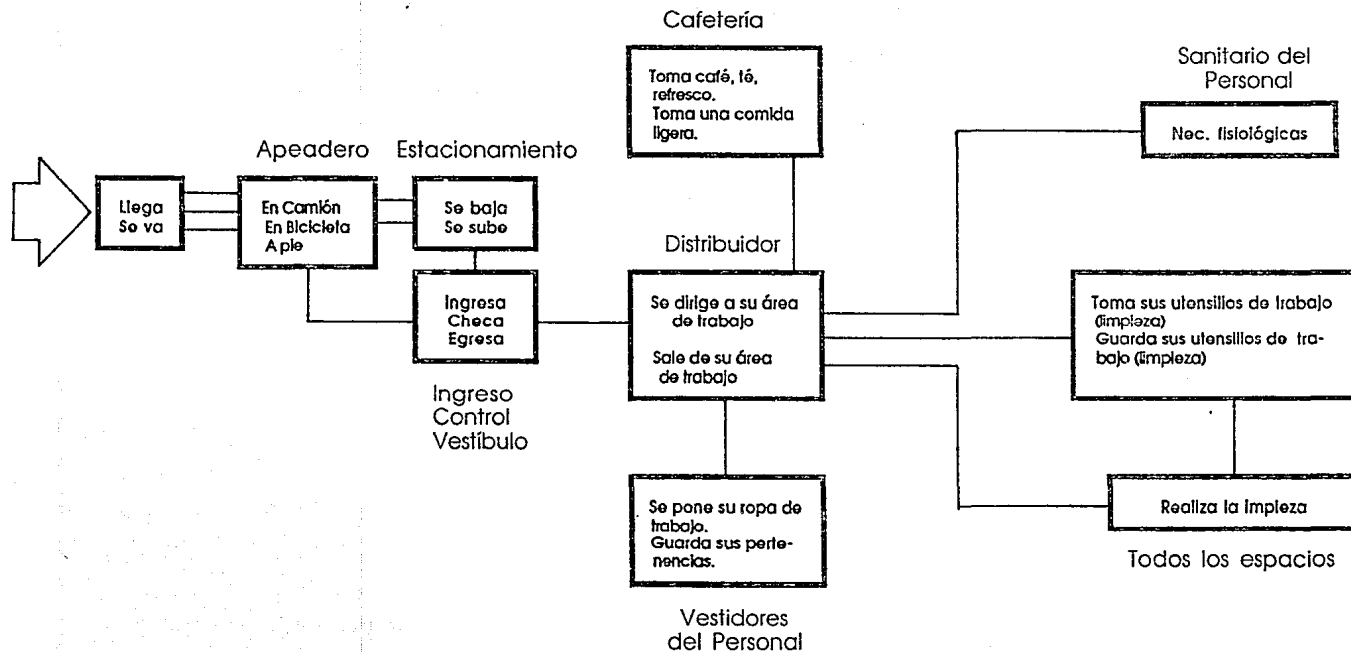 Cafetería
Toma café, té,
refresco.
Toma una comida
ligera.
Sanitario del
Personal
Nec. fisiológicas
Apeadero
Estacionamiento
Llega
Se va
En Camión
En Bicicleta
A pie
Se baja
Se sube
Ingresa
Checa
Egresa
Ingreso
Control
Vestíbulo
Distribuidor
Se dirige a su área
de trabajo
Sale de su área
de trabajo
Toma sus utensilios de trabajo
(limpieza)
Guarda sus utensilios de tra-
bajo (limpieza)
Se pone su ropa de
trabajo.
Guarda sus perte-
nencias.
Vestidores
del Personal
Realiza la limpieza
Todos los espacios